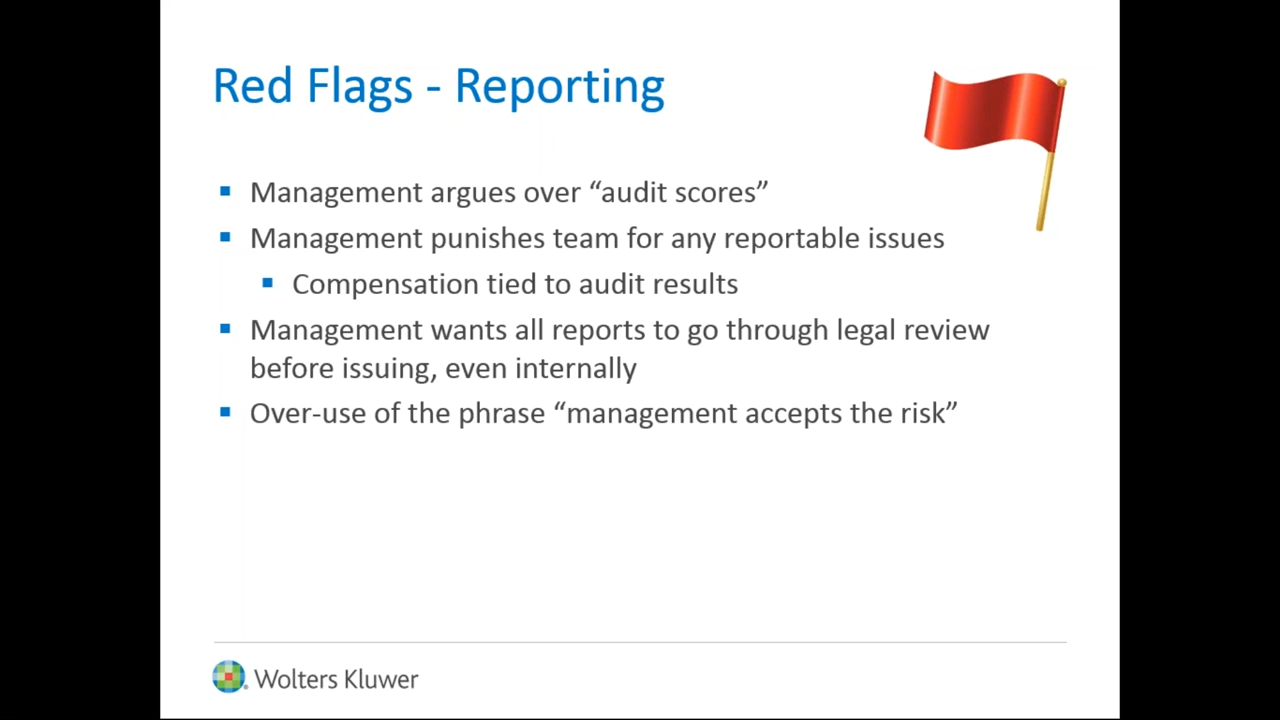 Red Flags - Reporting
Management argues over “audit scores”
Management punishes team for any reportable issues
Compensation tied to audit results
Management wants all reports to go through legal review
before issuing, even internally
Over-use of the phrase “management accepts the risk”
Wolters Kluwer